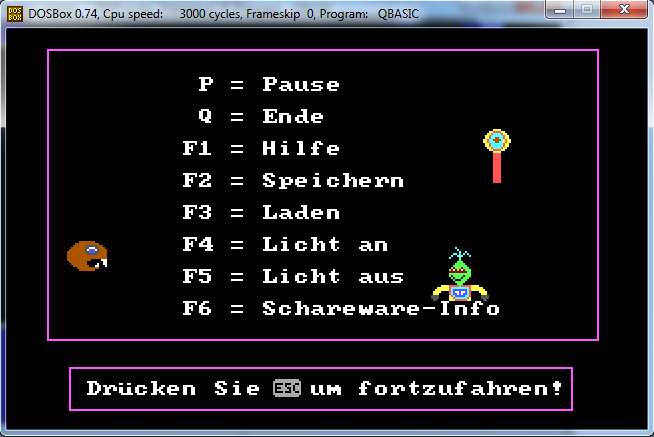 DOSBox 0.74, Cpu speed: 3000 cycles, Frameskip 0, Program: QBASIC
P = Pause
Q = Ende
F1 = Hilfe
F2 = Speichern
F3 = Laden
F4 = Licht an
F5 = Licht aus
F6 = Schareware-Info
Drücken Sie ESC um fortzufahren!